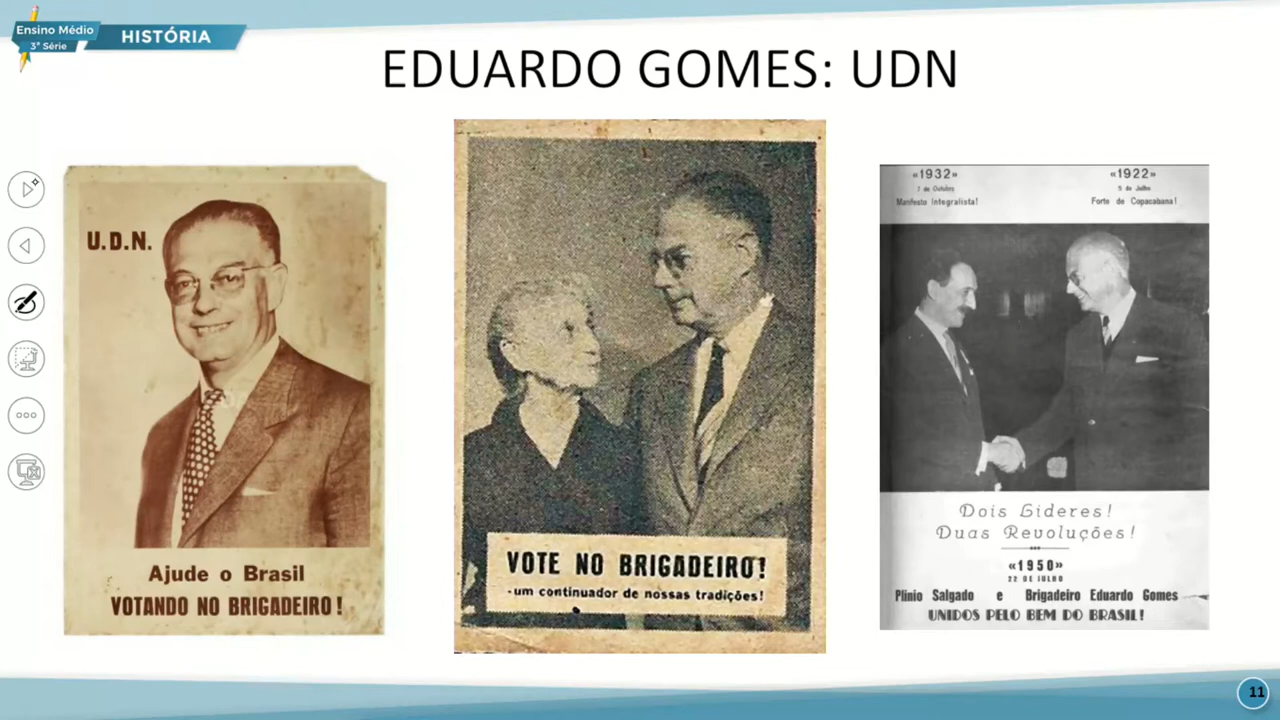 Ensino Médio
3ª Série
HISTÓRIA
EDUARDO GOMES: UDN
U.D.N.
Ajude o Brasil
VOTANDO NO BRIGADEIRO!
VOTE NO BRIGADEIRO!
-um continuador de nossas tradições!
«1932»
7 de Outubro
Manifesto Integralista!
«1922»
5 de Julho
Forte de Copacabana!
Dois Lideres!
Duas Revoluções!
«1950»
22 DE JULHO
Plinio Salgado e Brigadeiro Eduardo Gomes
UNIDOS PELO BEM DO BRASIL!
11